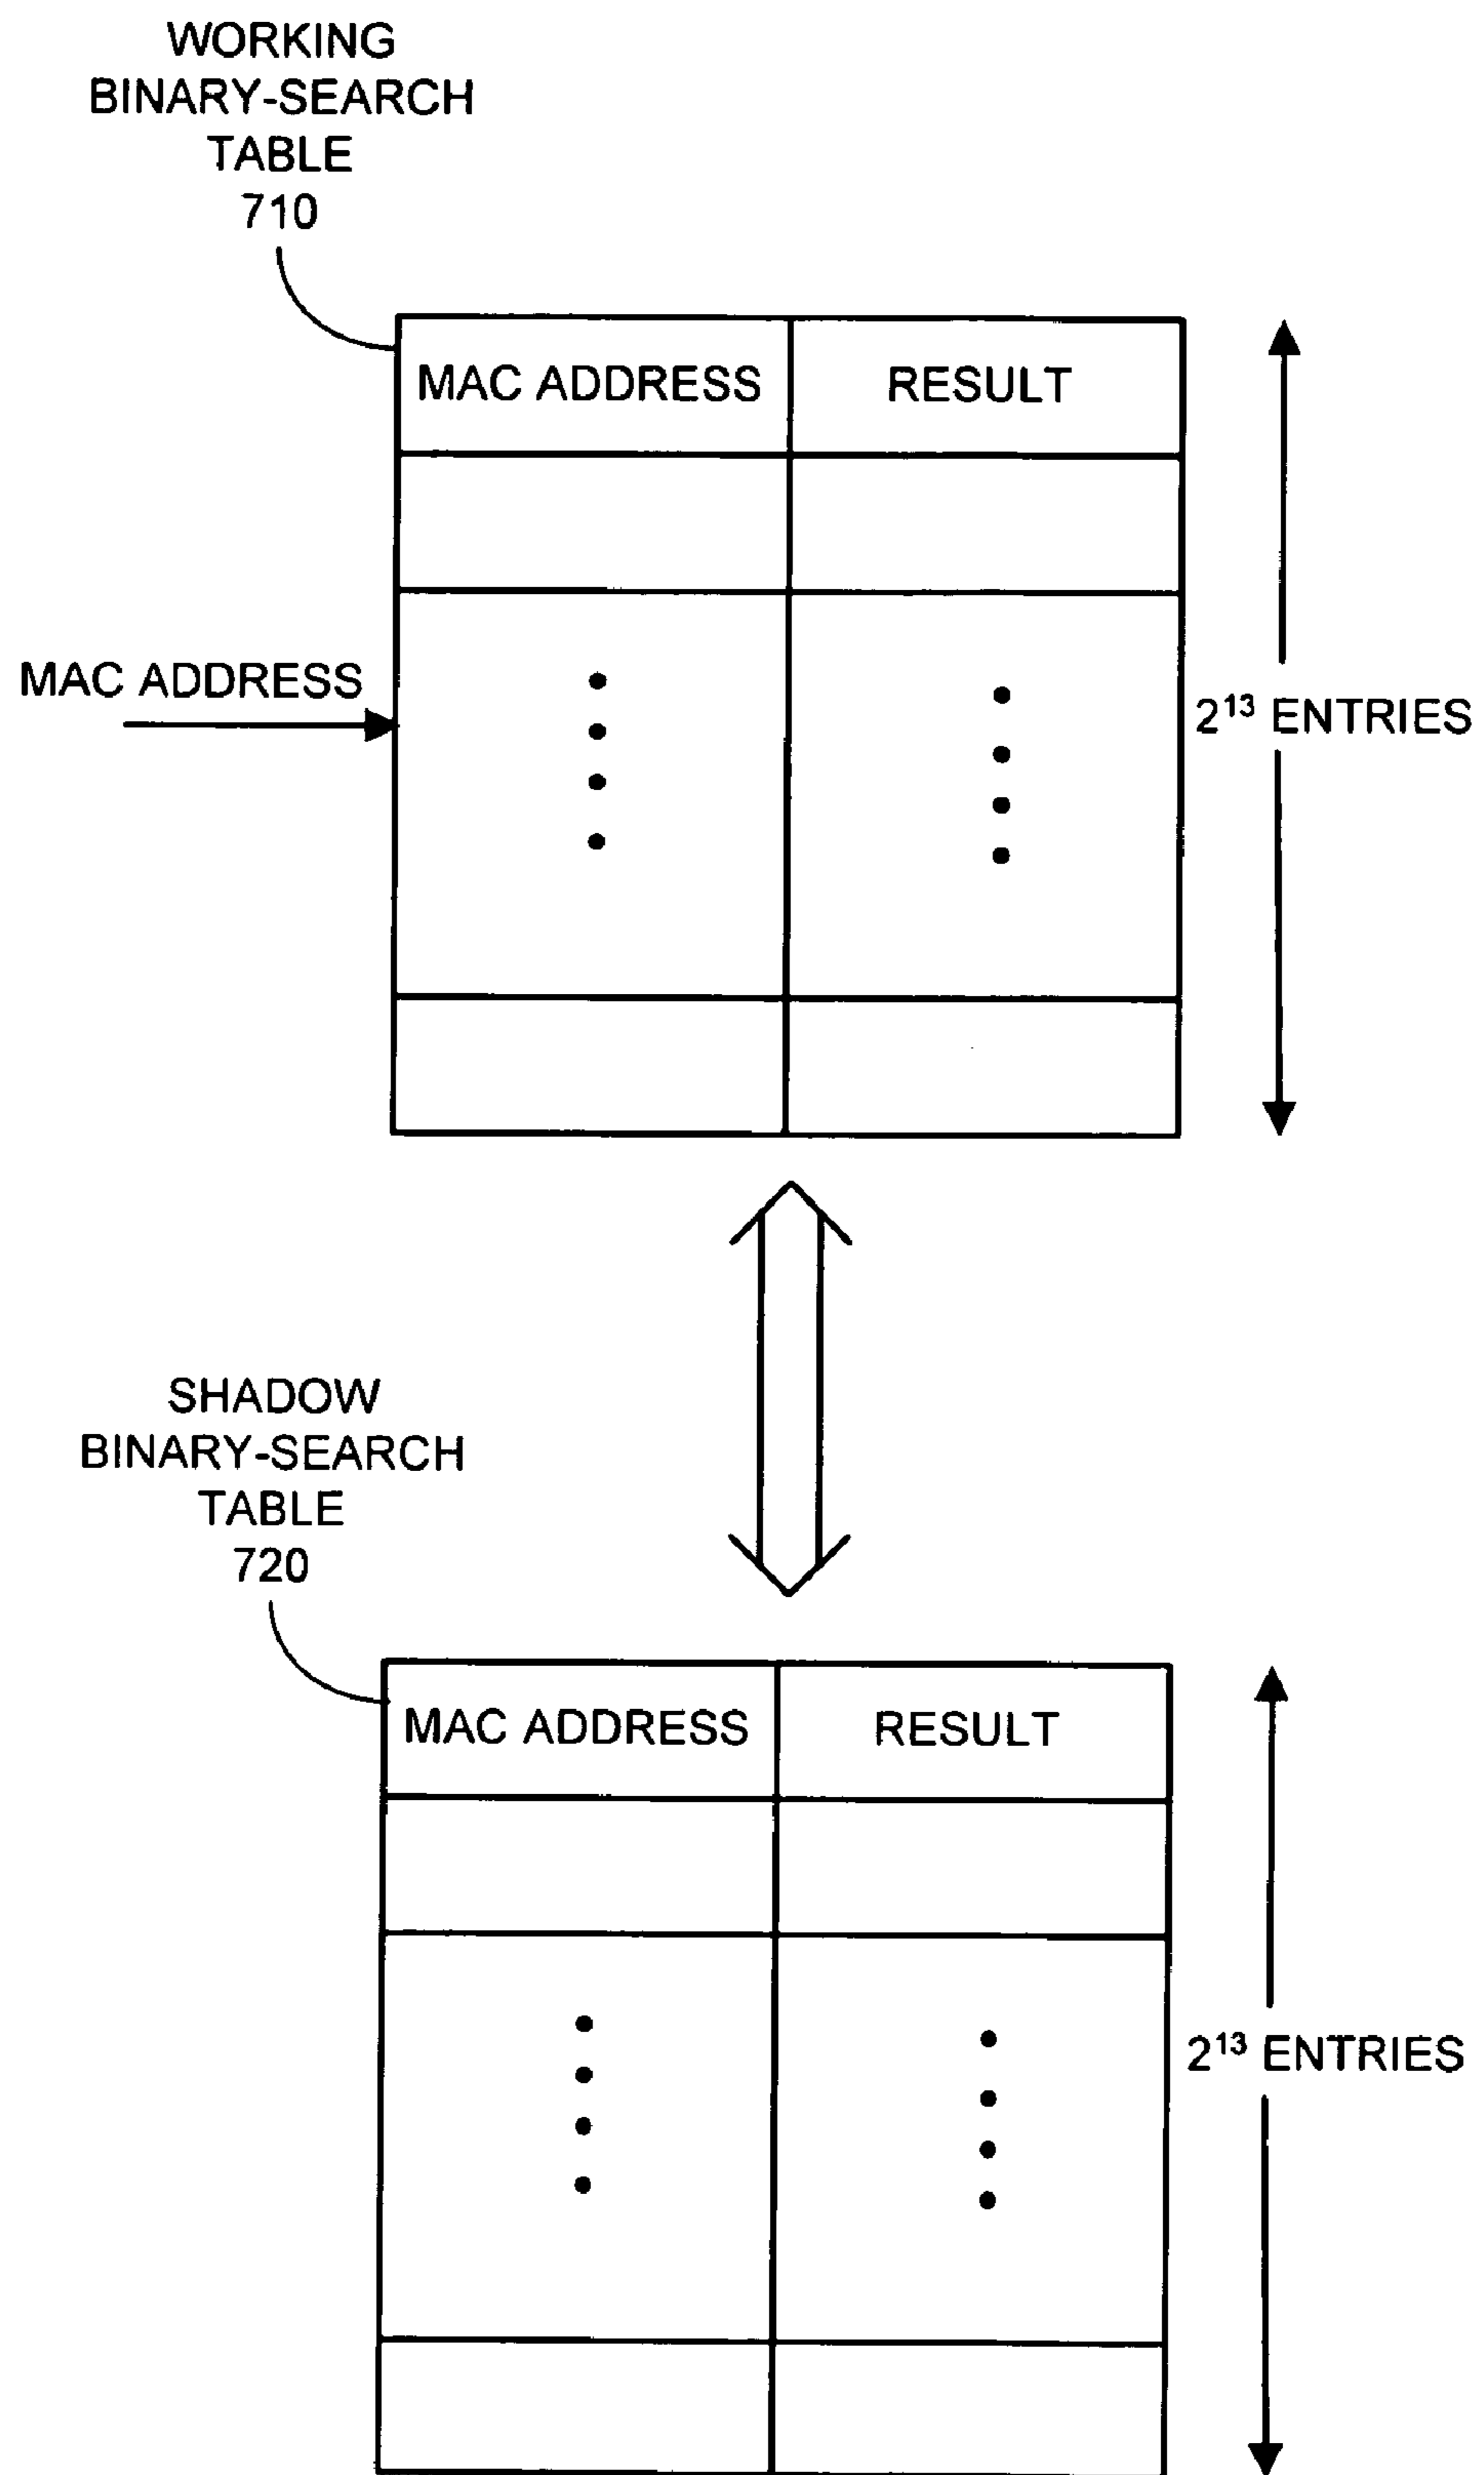 WORKING
BINARY-SEARCH
TABLE
710
MAC ADDRESS RESULT
MAC ADDRESS
2¹³ ENTRIES
SHADOW
BINARY-SEARCH
TABLE
720
MAC ADDRESS RESULT
2¹³ ENTRIES